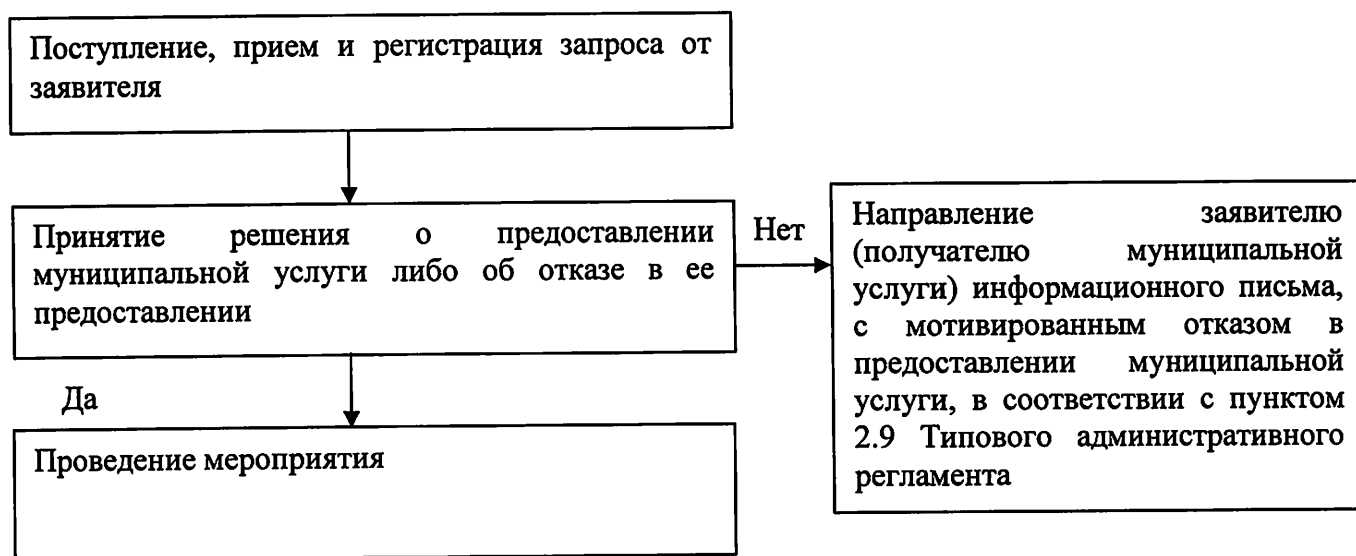 Поступление, прием и регистрация запроса от
заявителя
Принятие решения о предоставлении
муниципальной услуги либо об отказе в ее
предоставлении
Нет
Направление заявителю
(получателю муниципальной
услуги) информационного письма,
с мотивированным отказом в
предоставлении муниципальной
услуги, в соответствии с пунктом
2.9 Типового административного
регламента
Да
Проведение мероприятия